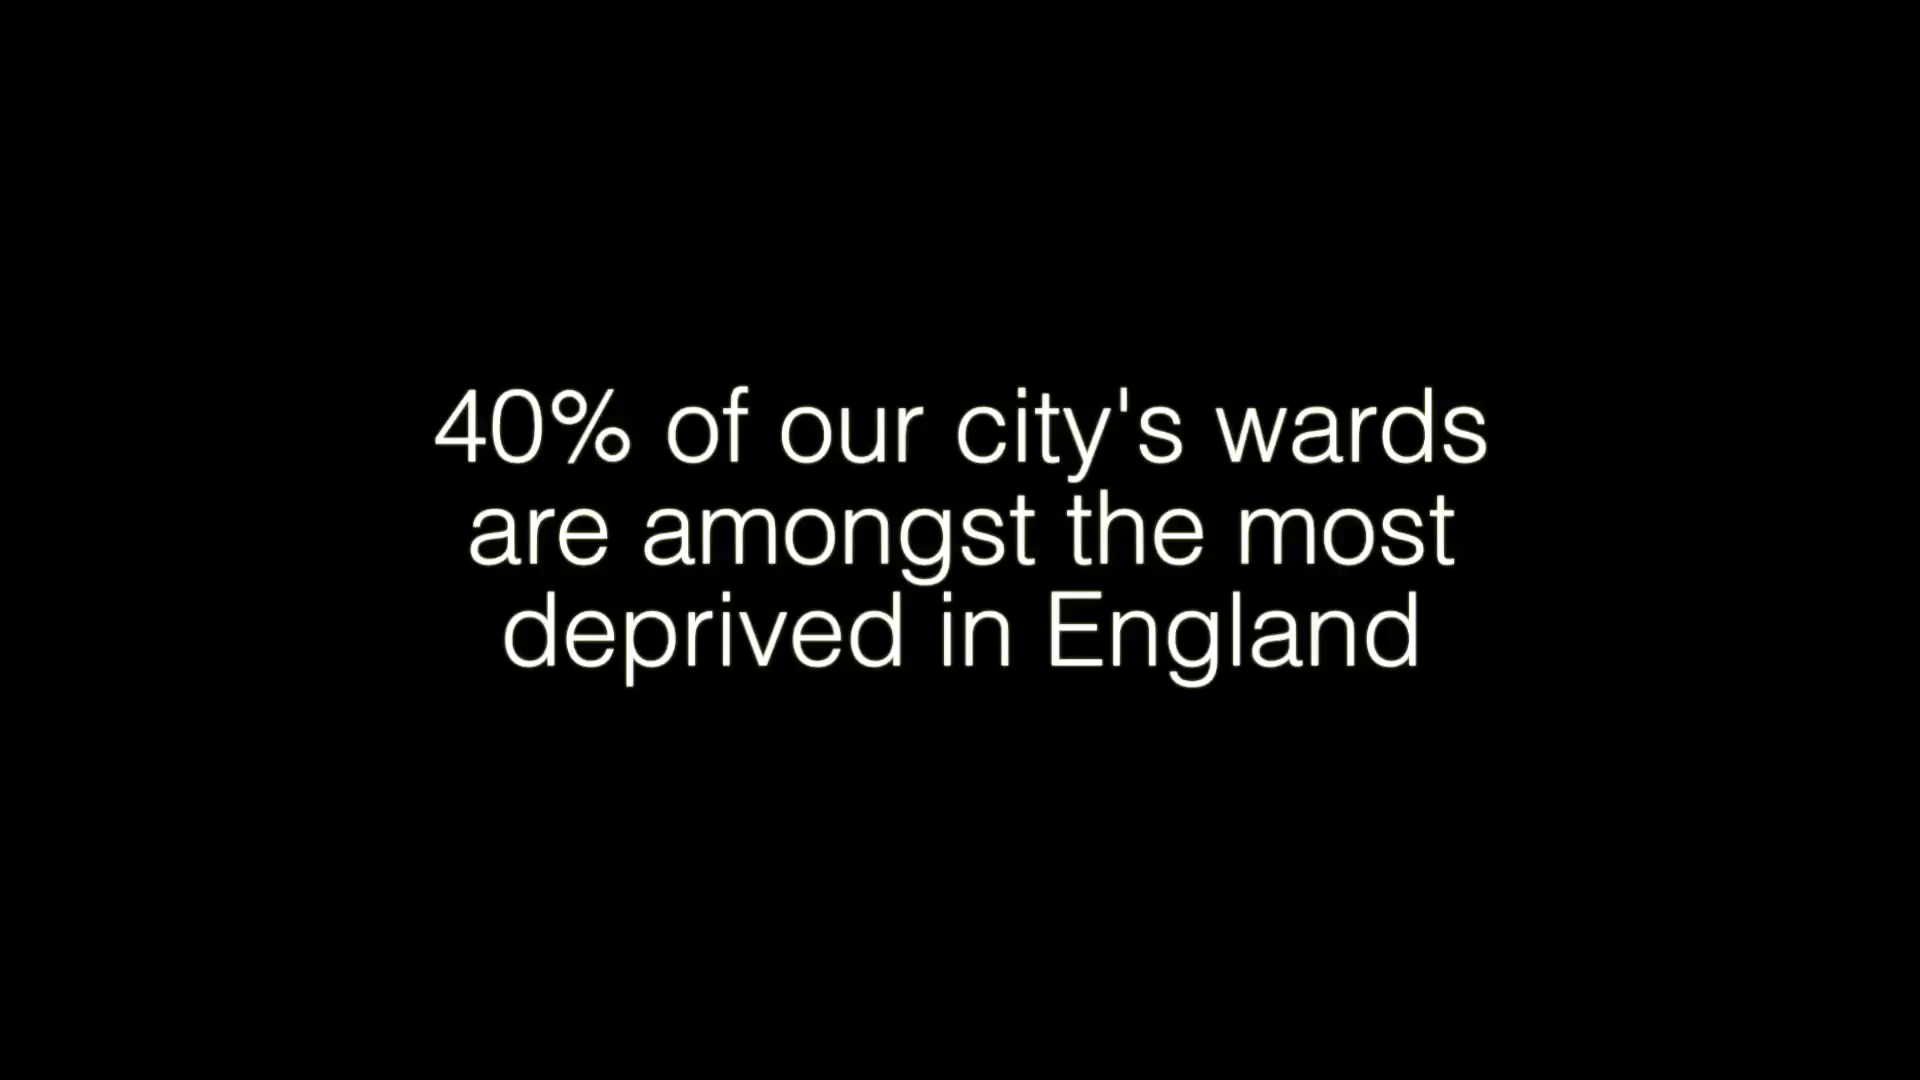 40% of our city's wards
are amongst the most
deprived in England